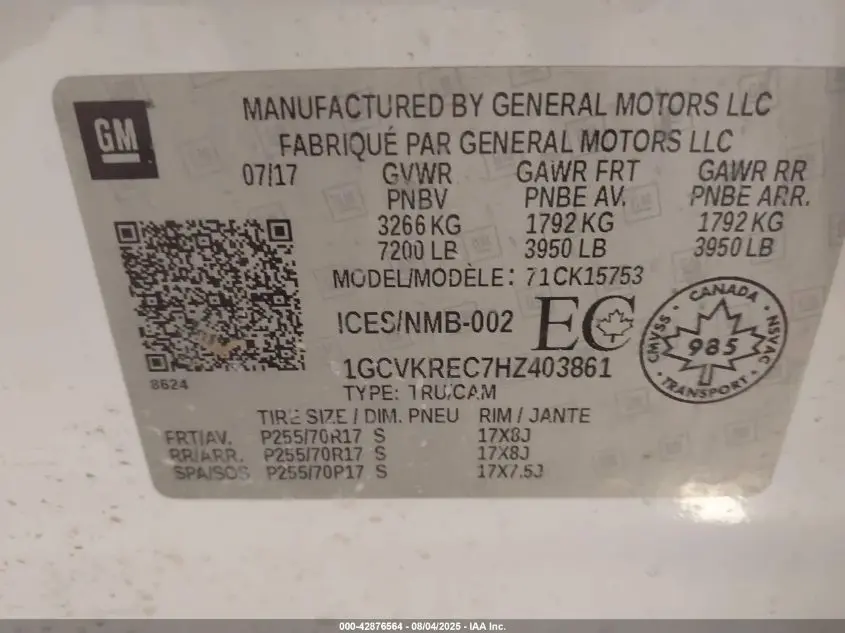 GM
MANUFACTURED BY GENERAL MOTORS LLC
FABRIQUÉ PAR GENERAL MOTORS LLC
07/17 GVWR GAWR FRT GAWR RR
PNBV PNBE AV. PNBE ARR.
3266 KG 1792 KG 1792 KG
7200 LB 3950 LB 3950 LB
MODEL/MODÈLE: 71CK15753
ICES/NMB-002 EC
CANADA
CMVSS NSVAC
985
TRANSPORT
1GCVKREC7HZ403861
8624
TYPE: TRU/CAM
TIRE SIZE / DIM. PNEU RIM / JANTE
FRT/AV. P255/70R17 S 17X8J
RR/ARR. P255/70R17 S 17X8J
SPA/SOS P255/70R17 S 17X7.5J
000-42876564 - 08/04/2025 - IAA Inc.